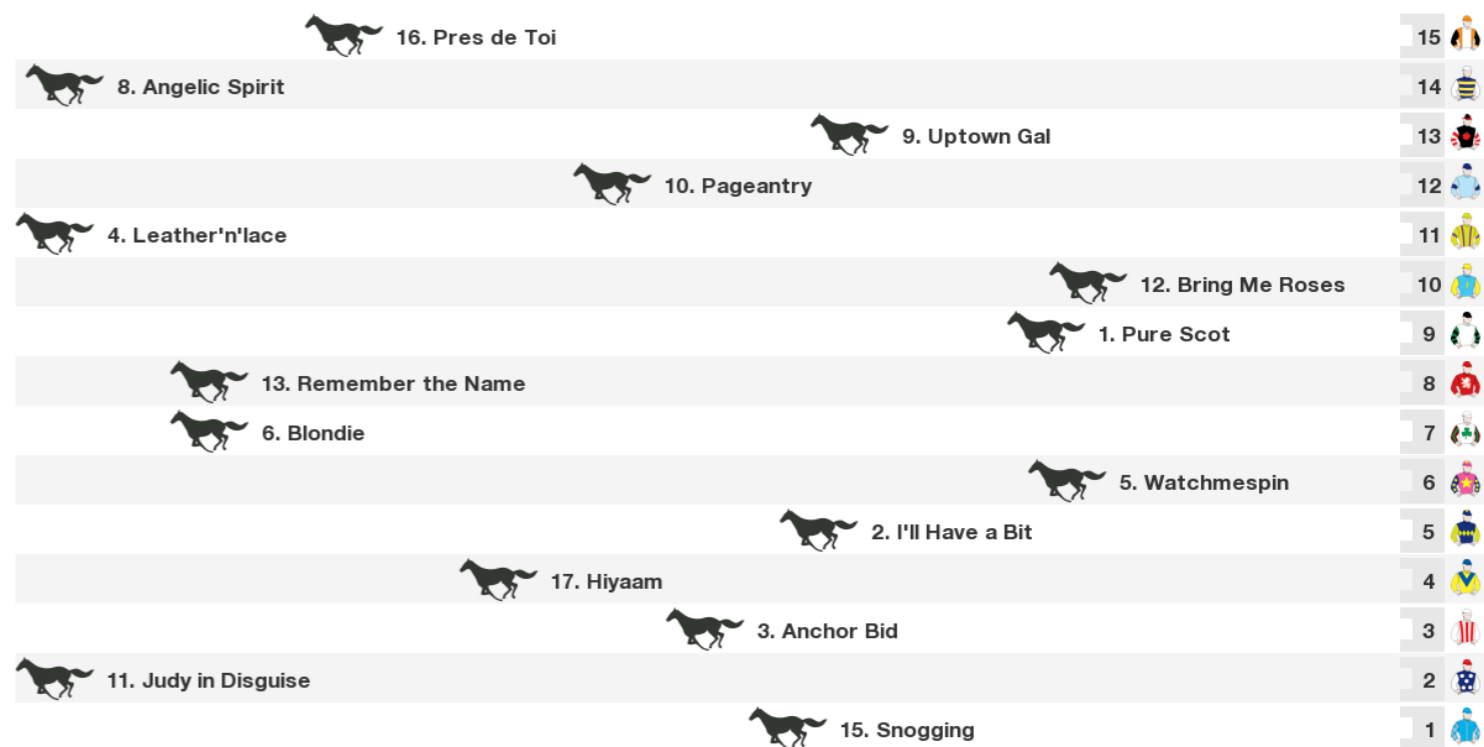 16. Pres de Toi 15
8. Angelic Spirit 14
9. Uptown Gal 13
10. Pageantry 12
4. Leather'n'lace 11
12. Bring Me Roses 10
1. Pure Scot 9
13. Remember the Name 8
6. Blondie 7
5. Watchmespin 6
2. I'll Have a Bit 5
17. Hiyaam 4
3. Anchor Bid 3
11. Judy in Disguise 2
15. Snogging 1